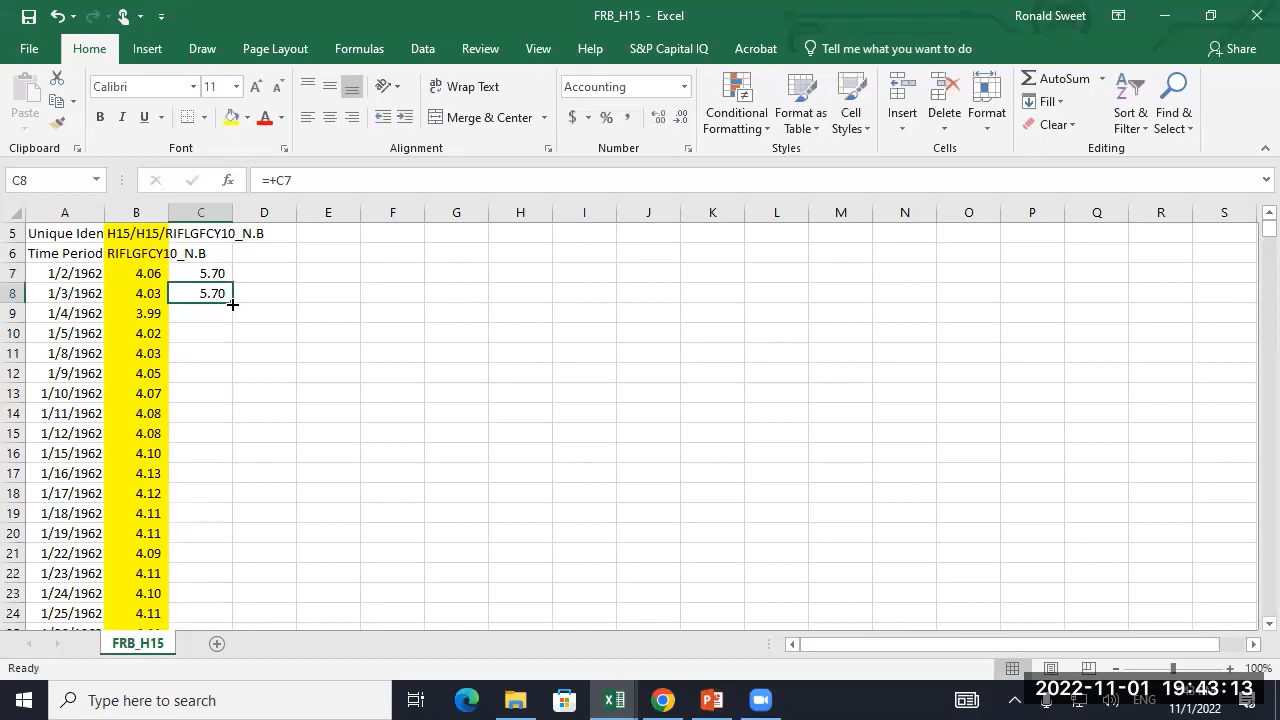 FRB_H15 - Excel
Ronald Sweet
File Home Insert Draw Page Layout Formulas Data Review View Help S&P Capital IQ Acrobat Tell me what you want to do Share
Paste
Calibri 11
B I U A
Wrap Text
Merge & Center
Accounting
$ % ,
Conditional Formatting
Format as Table
Cell Styles
Insert Delete Format
AutoSum
Fill
Clear
Sort & Filter
Find & Select
Clipboard Font Alignment Number Styles Cells Editing
C8 fx =+C7
A B C D E F G H I J K L M N O P Q R S
5 Unique Iden H15/H15/RIFLGFCY10_N.B
6 Time Period RIFLGFCY10_N.B
7 1/2/1962 4.06 5.70
8 1/3/1962 4.03 5.70
9 1/4/1962 3.99
10 1/5/1962 4.02
11 1/8/1962 4.03
12 1/9/1962 4.05
13 1/10/1962 4.07
14 1/11/1962 4.08
15 1/12/1962 4.08
16 1/15/1962 4.10
17 1/16/1962 4.13
18 1/17/1962 4.12
19 1/18/1962 4.11
20 1/19/1962 4.11
21 1/22/1962 4.09
22 1/23/1962 4.11
23 1/24/1962 4.10
24 1/25/1962 4.11
FRB_H15
Ready 100%
Type here to search
2022-11-01 19:43:13
ENG
11/1/2022